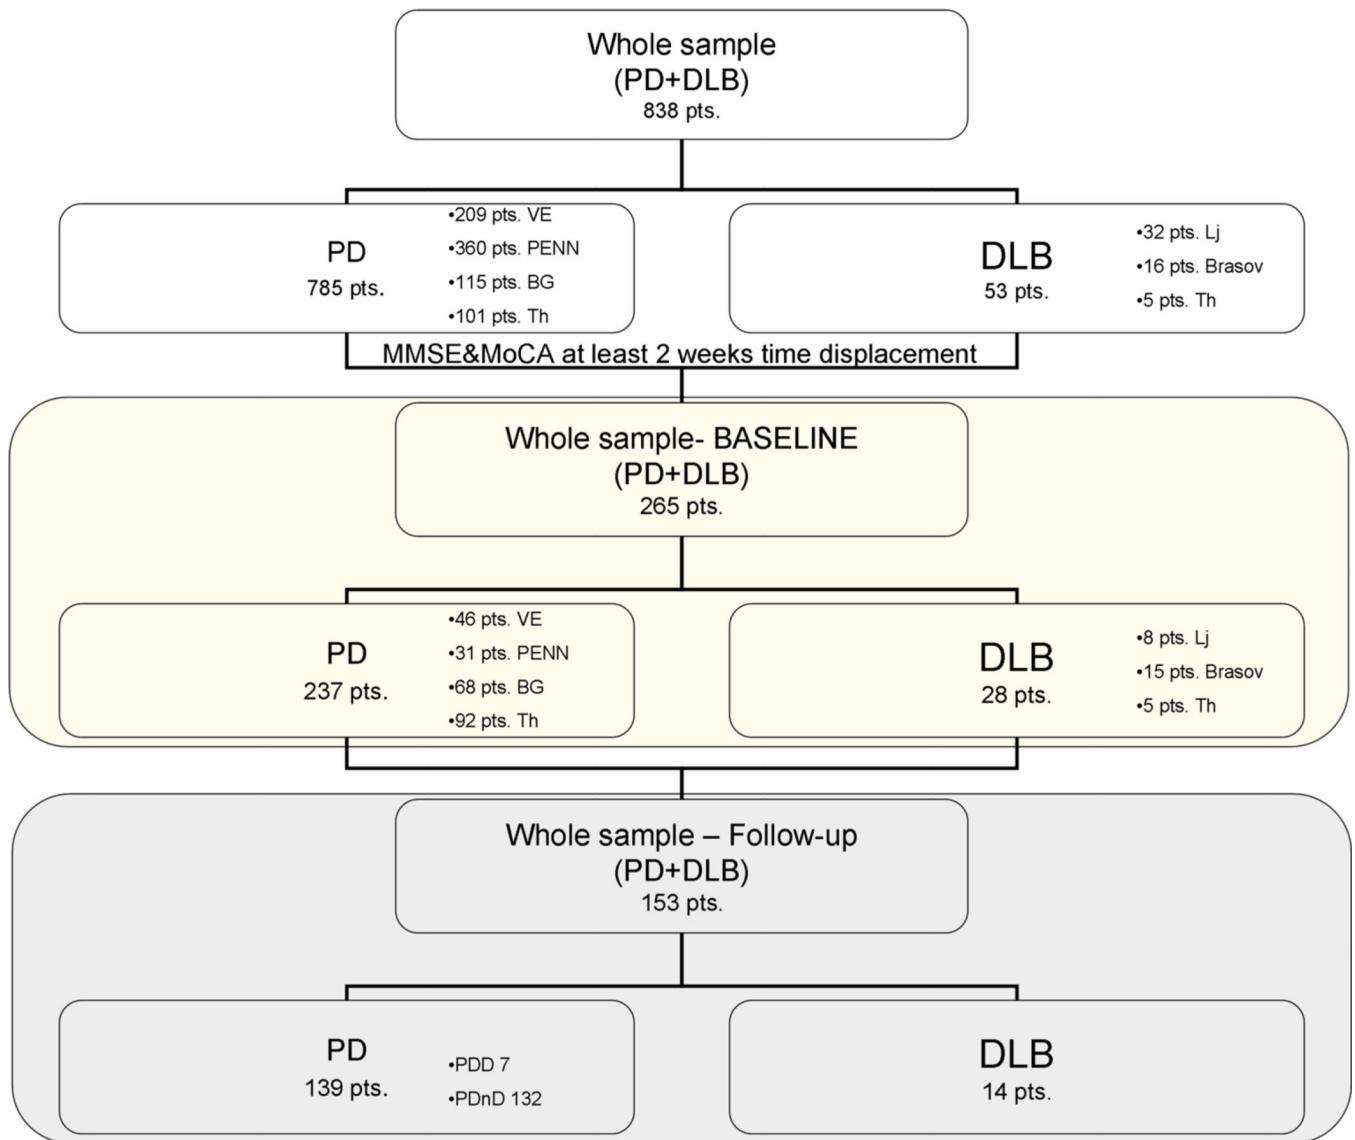 Whole sample
(PD+DLB)
838 pts.
PD
785 pts.
•209 pts. VE
•360 pts. PENN
•115 pts. BG
•101 pts. Th
DLB
53 pts.
•32 pts. Lj
•16 pts. Brasov
•5 pts. Th
MMSE&MoCA at least 2 weeks time displacement
Whole sample- BASELINE
(PD+DLB)
265 pts.
PD
237 pts.
•46 pts. VE
•31 pts. PENN
•68 pts. BG
•92 pts. Th
DLB
28 pts.
•8 pts. Lj
•15 pts. Brasov
•5 pts. Th
Whole sample – Follow-up
(PD+DLB)
153 pts.
PD
139 pts.
•PDD 7
•PDnD 132
DLB
14 pts.